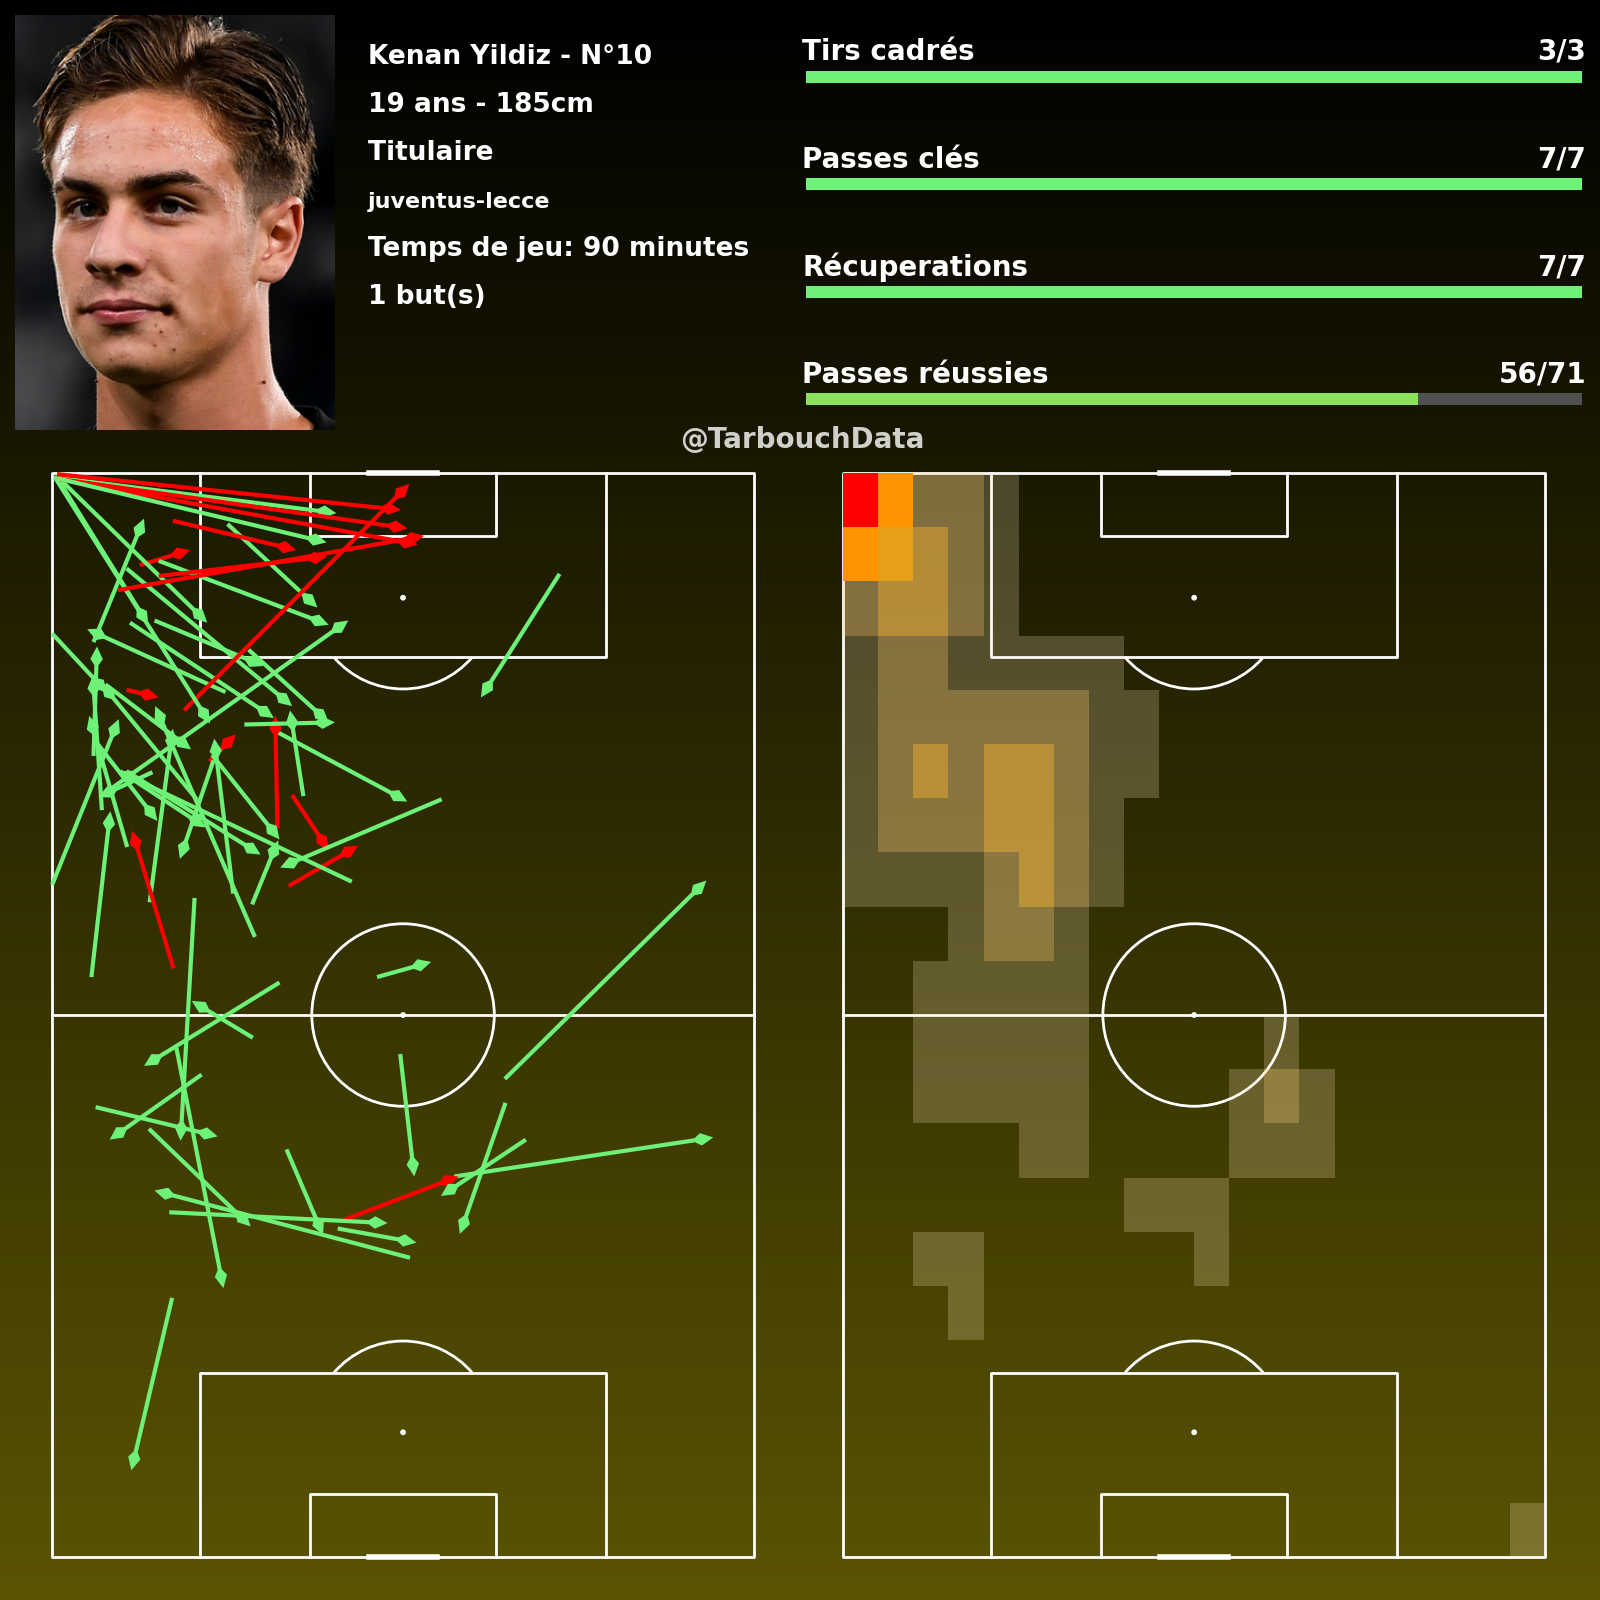 Kenan Yildiz - N°10
19 ans - 185cm
Titulaire
juventus-lecce
Temps de jeu: 90 minutes
1 but(s)
Tirs cadrés 3/3
Passes clés 7/7
Récuperations 7/7
Passes réussies 56/71
@TarbouchData